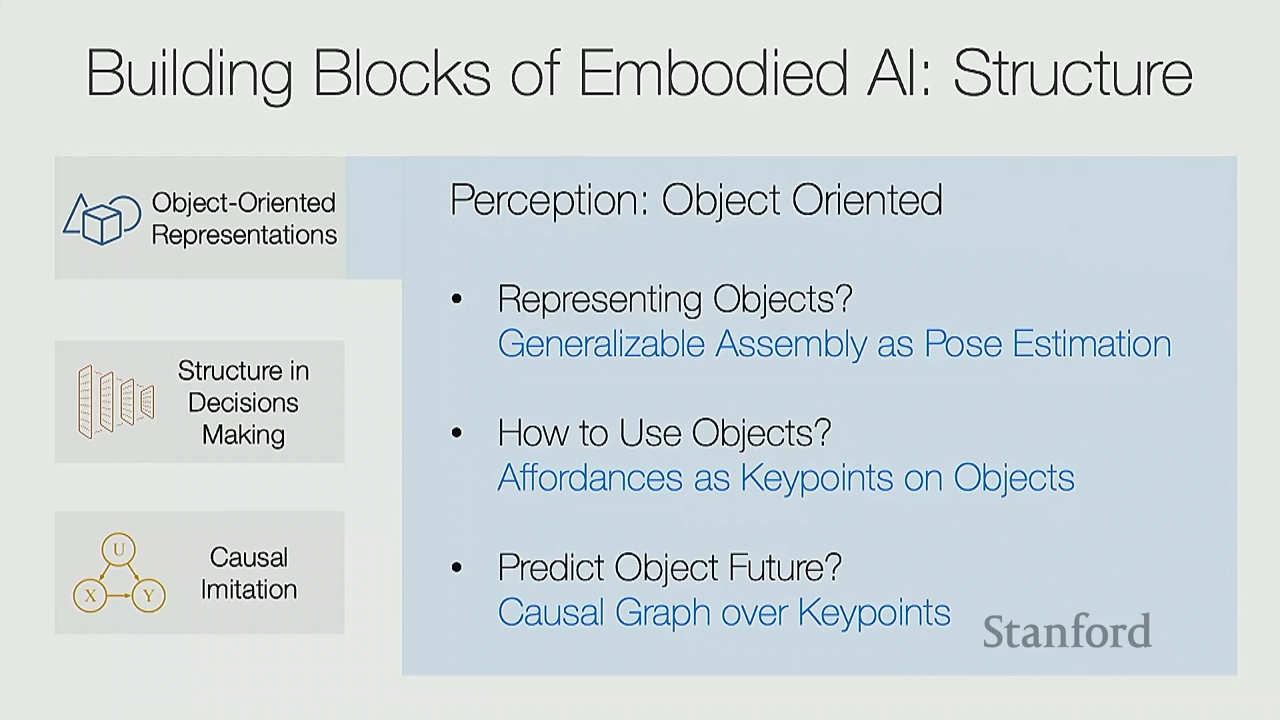 Building Blocks of Embodied AI: Structure
Object-Oriented
Representations
Structure in
Decisions
Making
U
X
Y
Causal
Imitation
Perception: Object Oriented
• Representing Objects?
Generalizable Assembly as Pose Estimation
• How to Use Objects?
Affordances as Keypoints on Objects
• Predict Object Future?
Causal Graph over Keypoints
Stanford